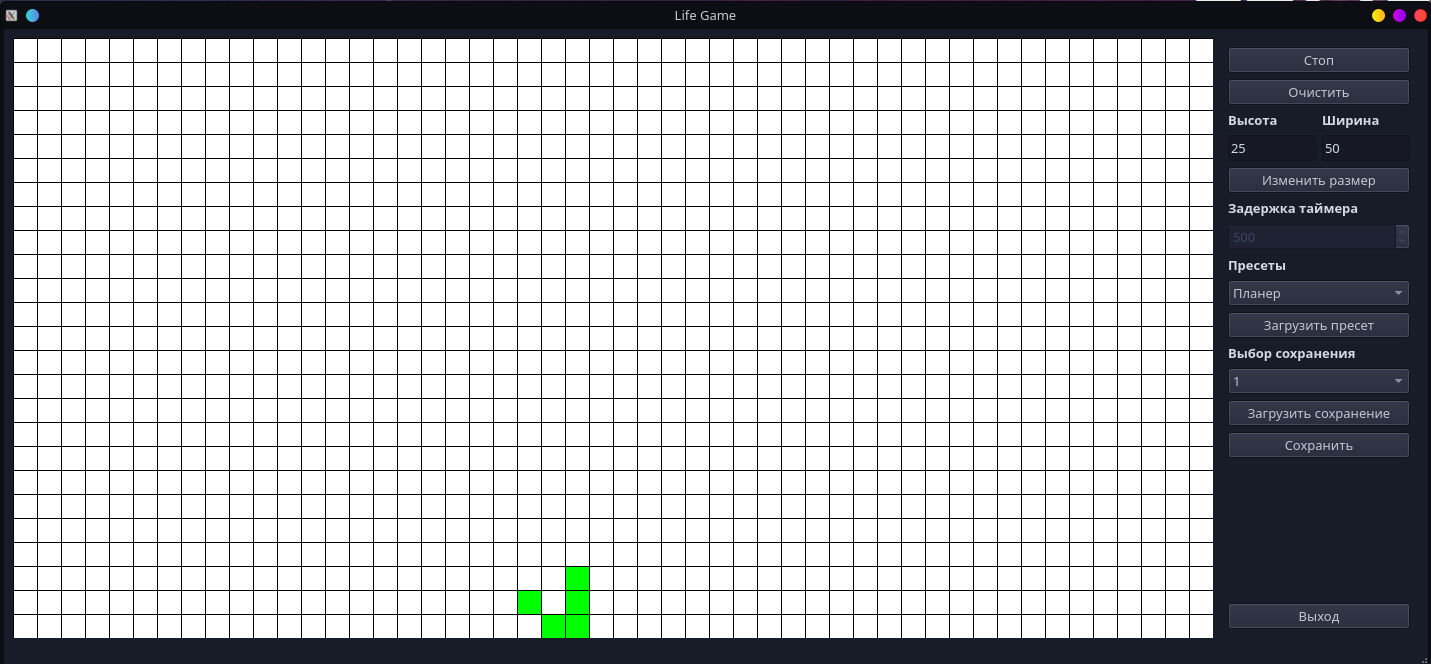 Life Game
Стоп
Очистить
Высота Ширина
25 50
Изменить размер
Задержка таймера
500
Пресеты
Планер
Загрузить пресет
Выбор сохранения
1
Загрузить сохранение
Сохранить
Выход